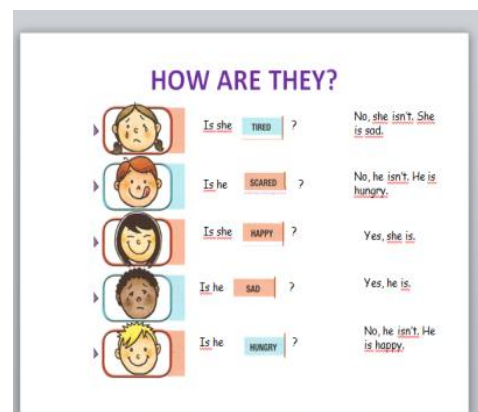 HOW ARE THEY?
Is she TIRED ? No, she isn't. She
is sad.
Is he SCARED ? No, he isn't. He is
hungry.
Is she HAPPY ? Yes, she is.
Is he SAD ? Yes, he is.
Is he HUNGRY ? No, he isn't. He
is happy.